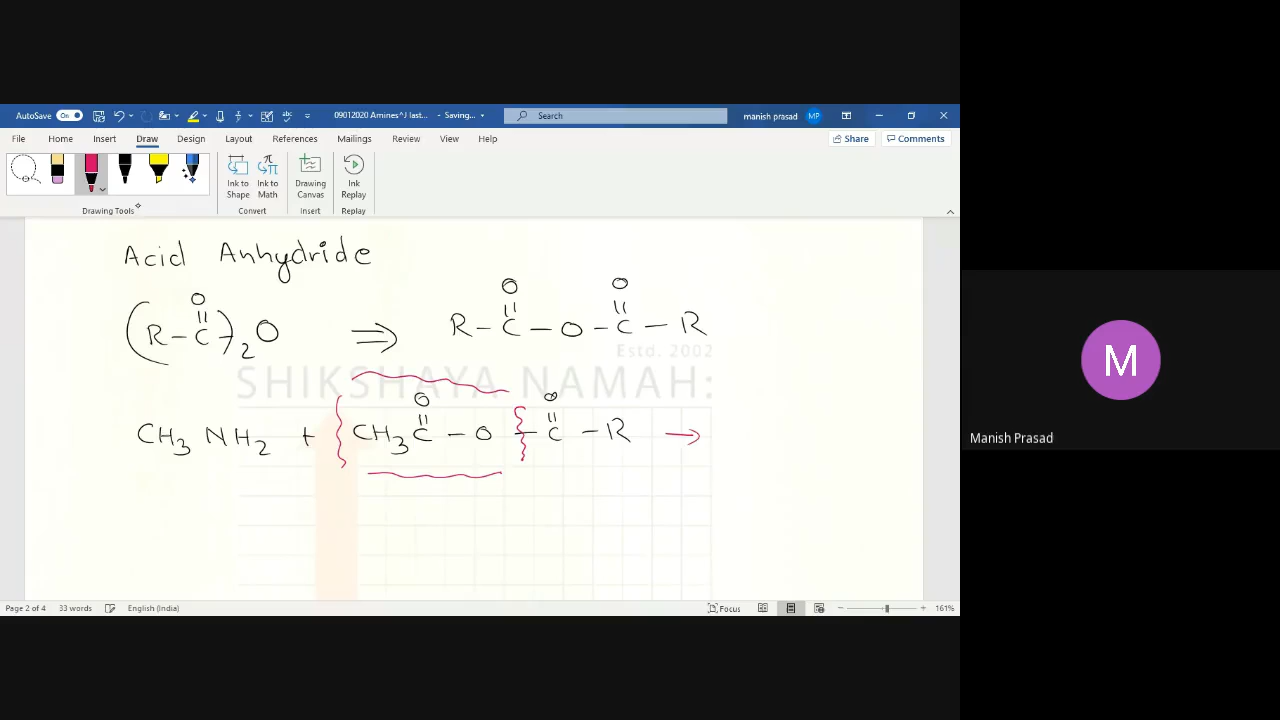 AutoSave On 09012020 Amines^J last... - Saving... Search manish prasad MP
File Home Insert Draw Design Layout References Mailings Review View Help Share Comments
Ink to Shape Ink to Math Drawing Canvas Ink Replay
Drawing Tools Convert Insert Replay
Acid Anhydride
O O O
|| || ||
(R-C-)2O ⇒ R-C-O-C-R
Estd. 2002
SHIKSHAYA NAMAH:
O O
|| ||
CH3NH2 + CH3C-O-C-R →
M
Manish Prasad
Page 2 of 4 33 words English (India) Focus 161%